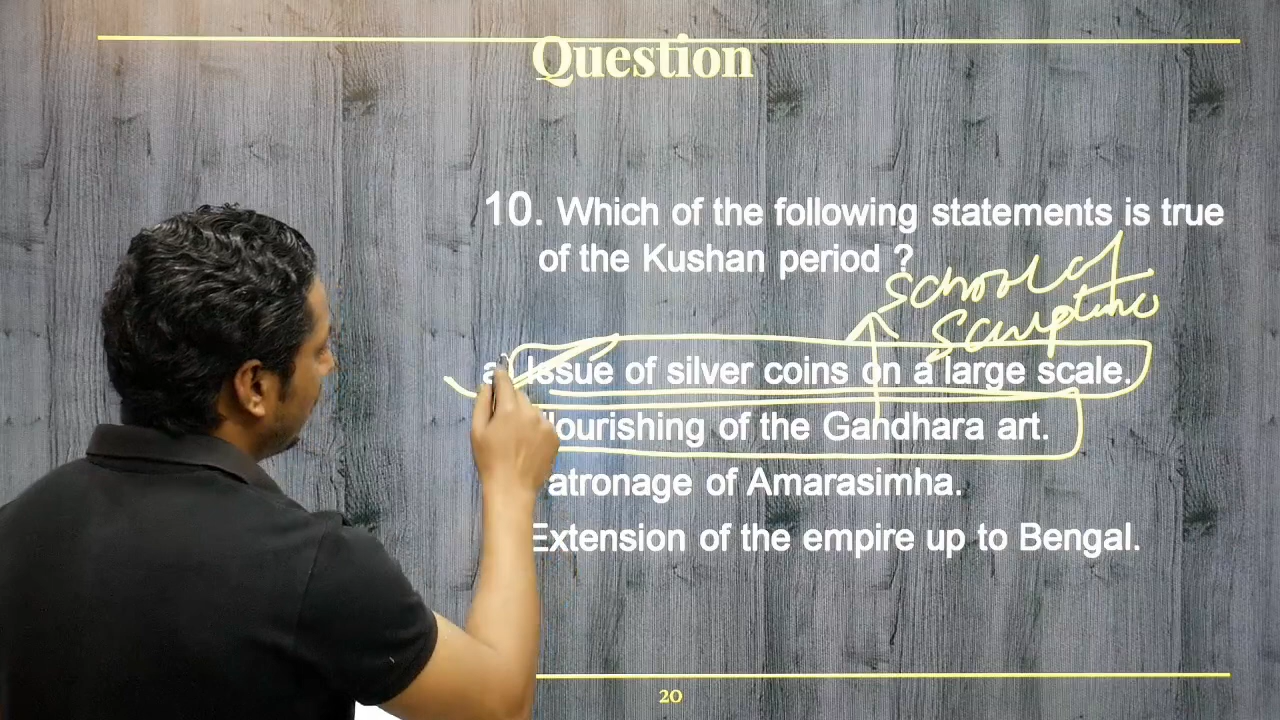 Question
10. Which of the following statements is true
of the Kushan period ?
School of
Sculpture
a Issue of silver coins on a large scale.
lourishing of the Gandhara art.
atronage of Amarasimha.
Extension of the empire up to Bengal.
20